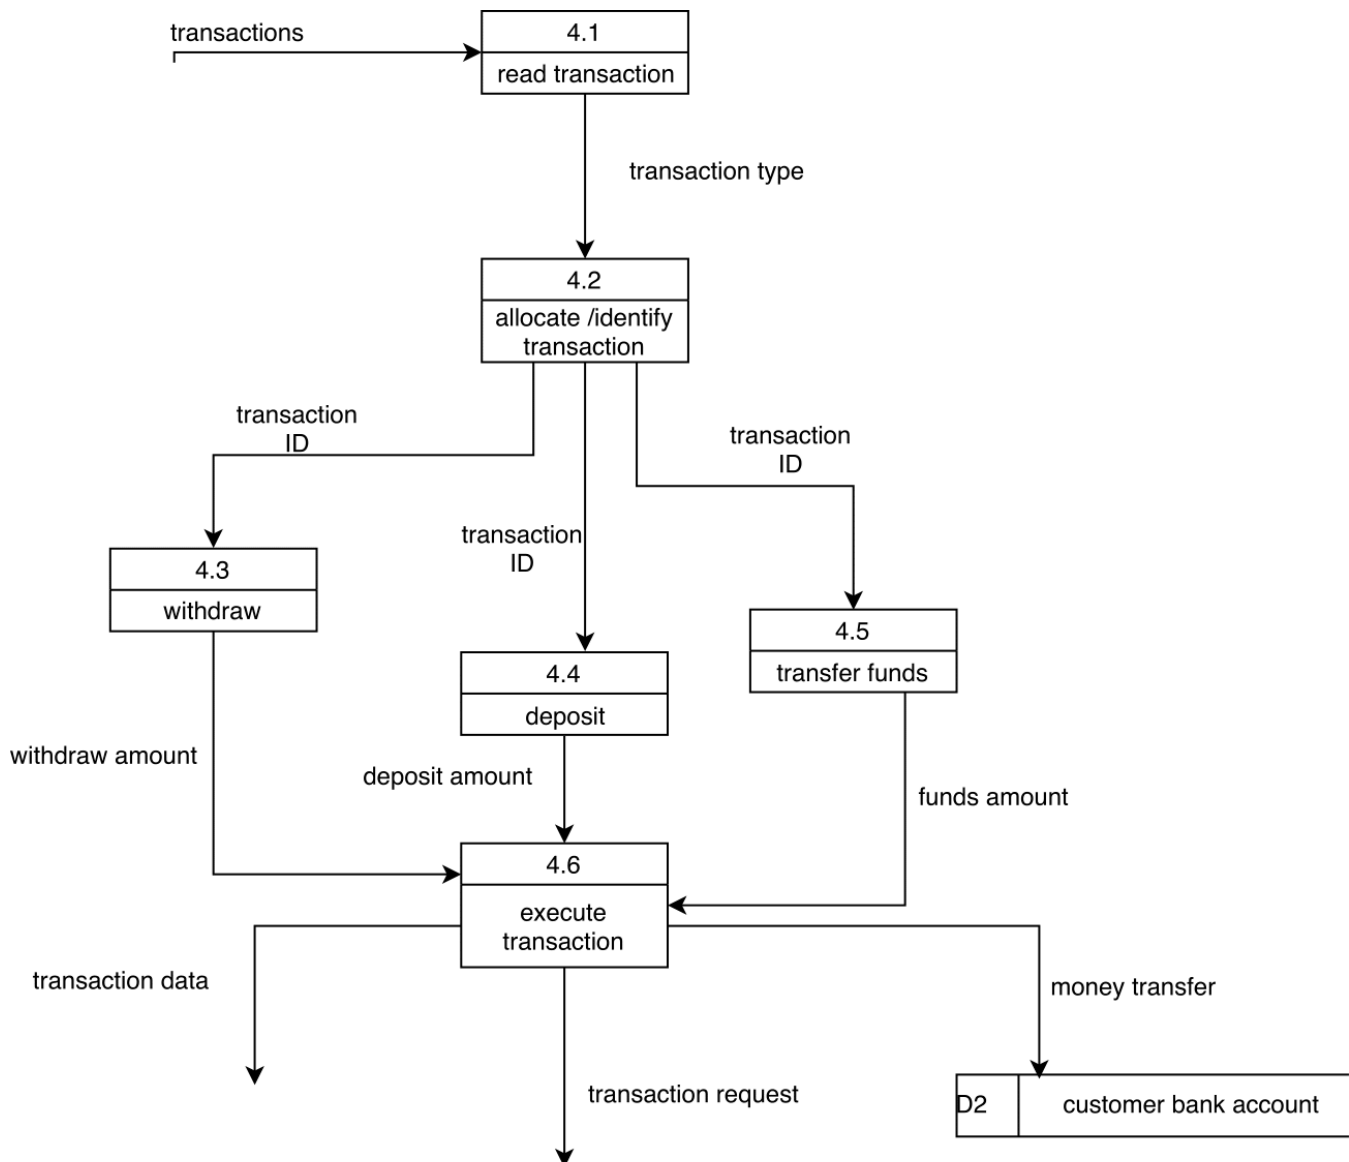 transactions
4.1
read transaction
transaction type
4.2
allocate /identify
transaction
transaction
ID
transaction
ID
transaction
ID
4.3
withdraw
4.5
transfer funds
4.4
deposit
withdraw amount
deposit amount
funds amount
4.6
execute
transaction
transaction data
money transfer
transaction request
D2
customer bank account